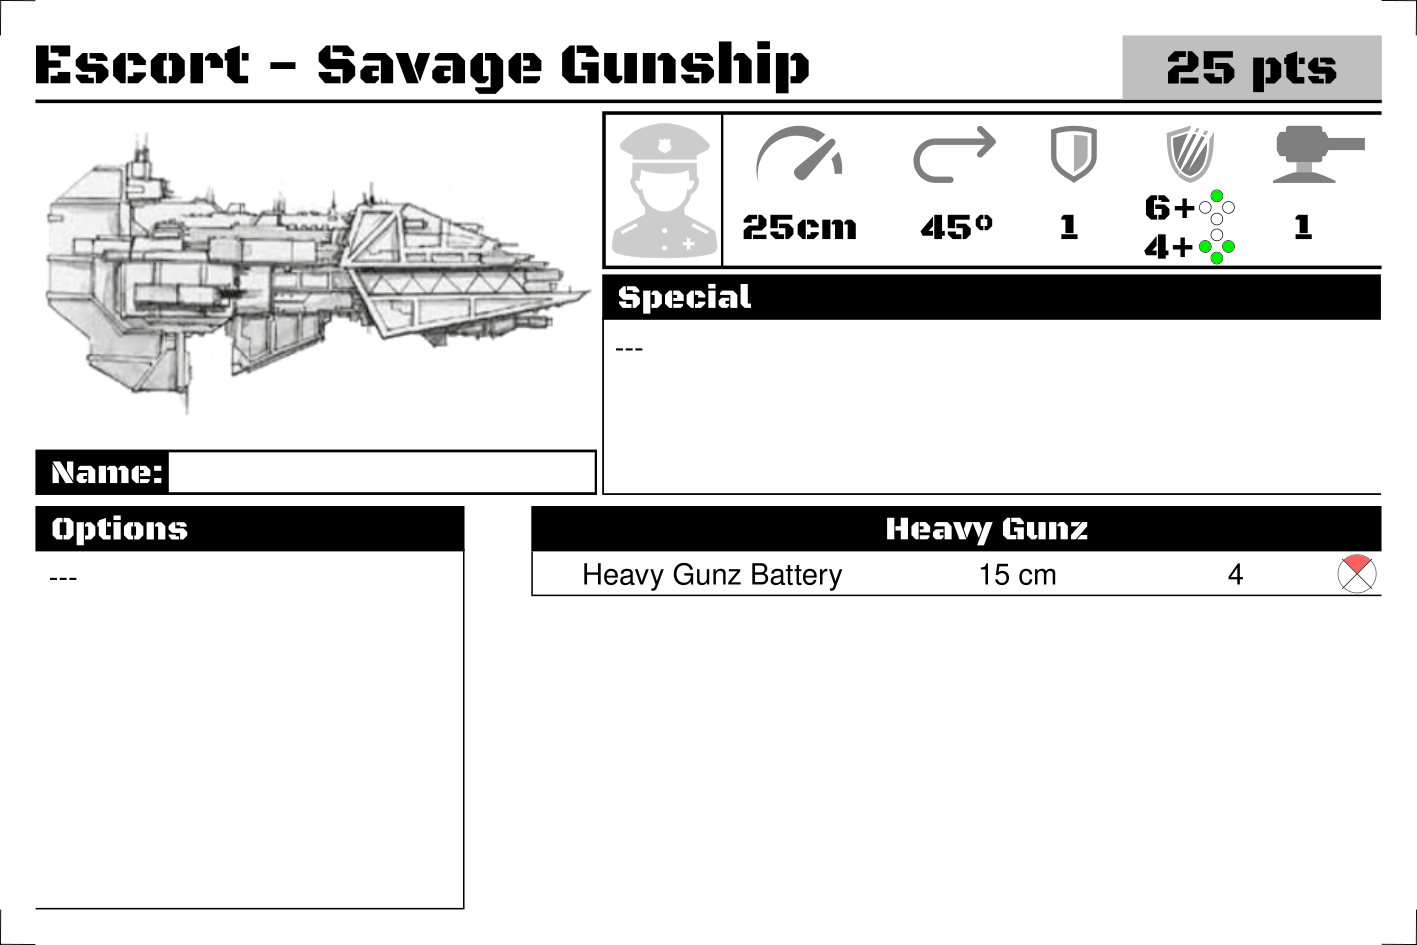 Escort - Savage Gunship
25 pts
25cm
45º
1
6+
4+
1
Special
---
Name:
Options
---
Heavy Gunz
Heavy Gunz Battery 15 cm 4